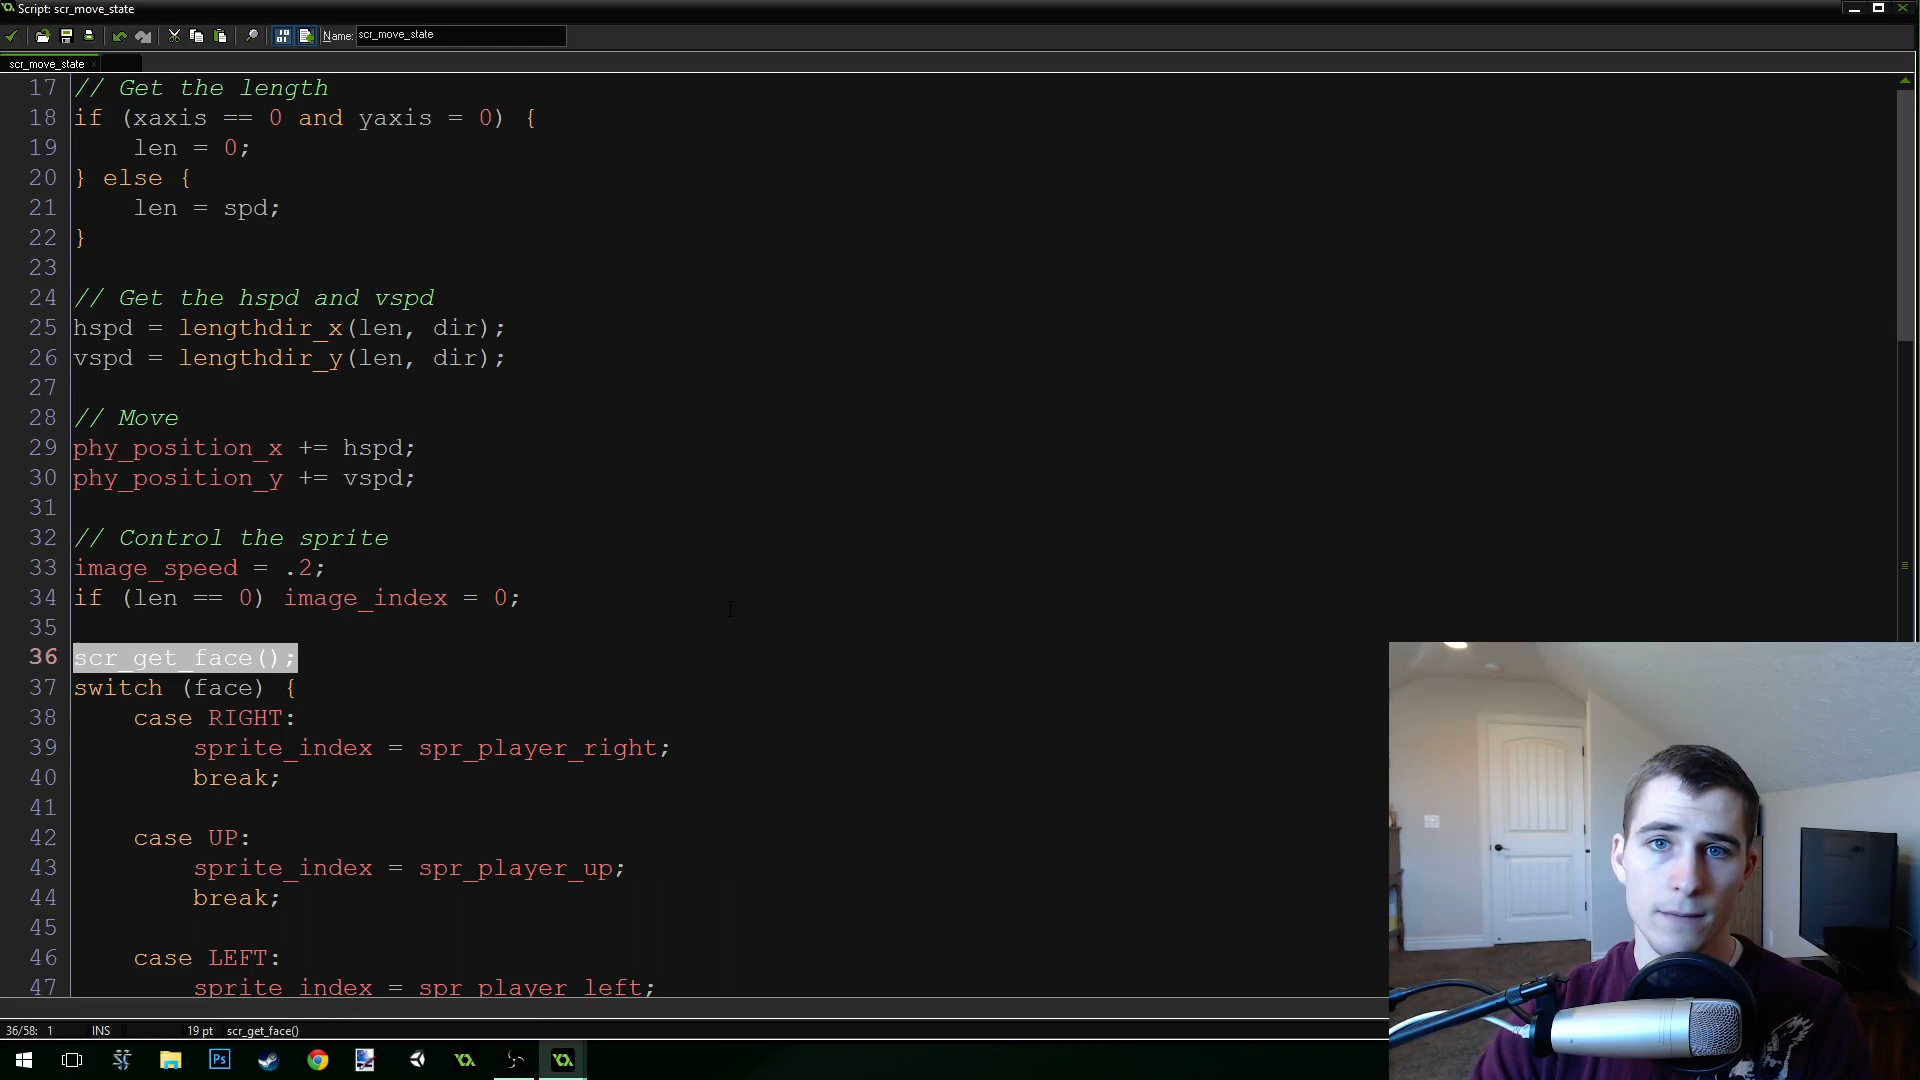 Script: scr_move_state
Name: scr_move_state
scr_move_state
17 // Get the length
18 if (xaxis == 0 and yaxis = 0) {
19 len = 0;
20 } else {
21 len = spd;
22 }
23
24 // Get the hspd and vspd
25 hspd = lengthdir_x(len, dir);
26 vspd = lengthdir_y(len, dir);
27
28 // Move
29 phy_position_x += hspd;
30 phy_position_y += vspd;
31
32 // Control the sprite
33 image_speed = .2;
34 if (len == 0) image_index = 0;
35
36 scr_get_face();
37 switch (face) {
38 case RIGHT:
39 sprite_index = spr_player_right;
40 break;
41
42 case UP:
43 sprite_index = spr_player_up;
44 break;
45
46 case LEFT:
47 sprite_index = spr_player_left;
36/58: 1 INS 19 pt scr_get_face()
Ps